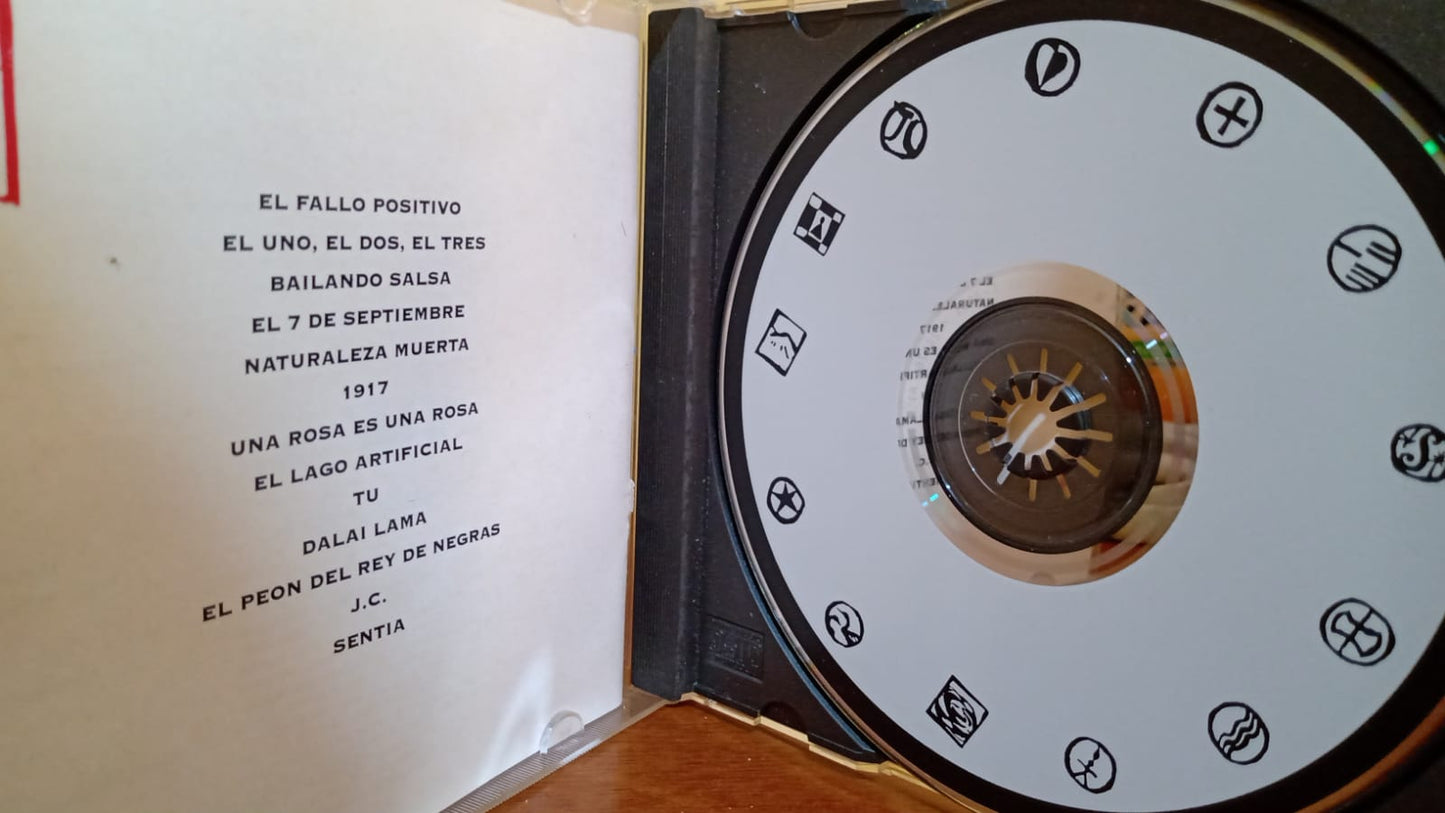 EL FALLO POSITIVO
EL UNO, EL DOS, EL TRES
BAILANDO SALSA
EL 7 DE SEPTIEMBRE
NATURALEZA MUERTA
1917
UNA ROSA ES UNA ROSA
EL LAGO ARTIFICIAL
TU
DALAI LAMA
EL PEON DEL REY DE NEGRAS
J.C.
SENTIA